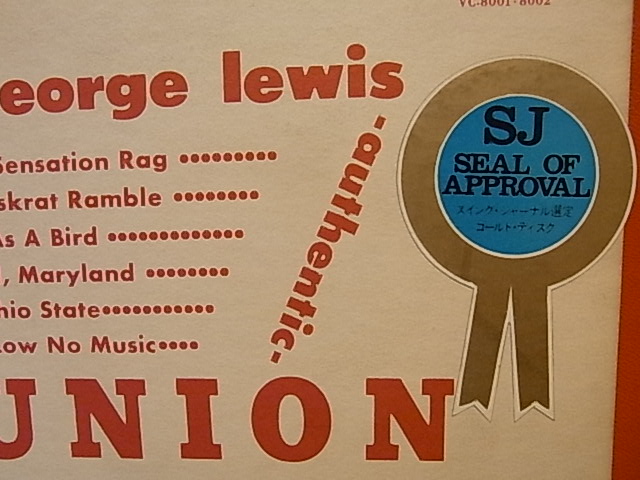 VC-8001·8002
eorge lewis
-authentic-
Sensation Rag
skrat Ramble
As A Bird
, Maryland
hio State
ow No Music
UNION
SJ
SEAL OF
APPROVAL
スイング・ジャーナル選定
ゴールド・ディスク